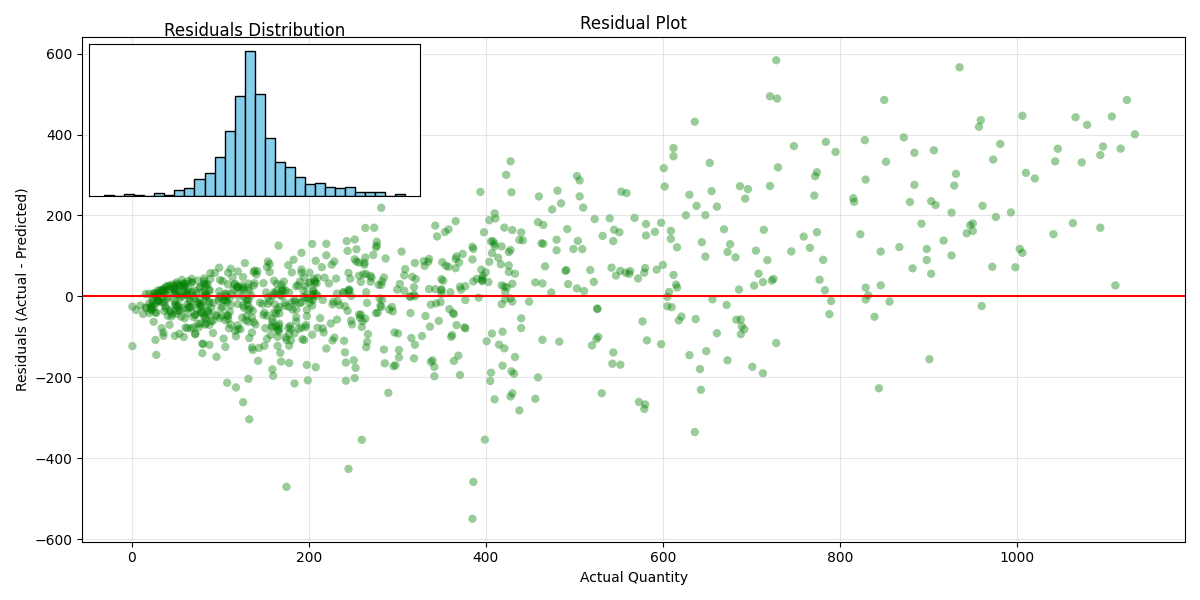 Residual Plot
Residuals Distribution
Residuals (Actual - Predicted)
600
400
200
0
−200
−400
−600
0 200 400 600 800 1000
Actual Quantity